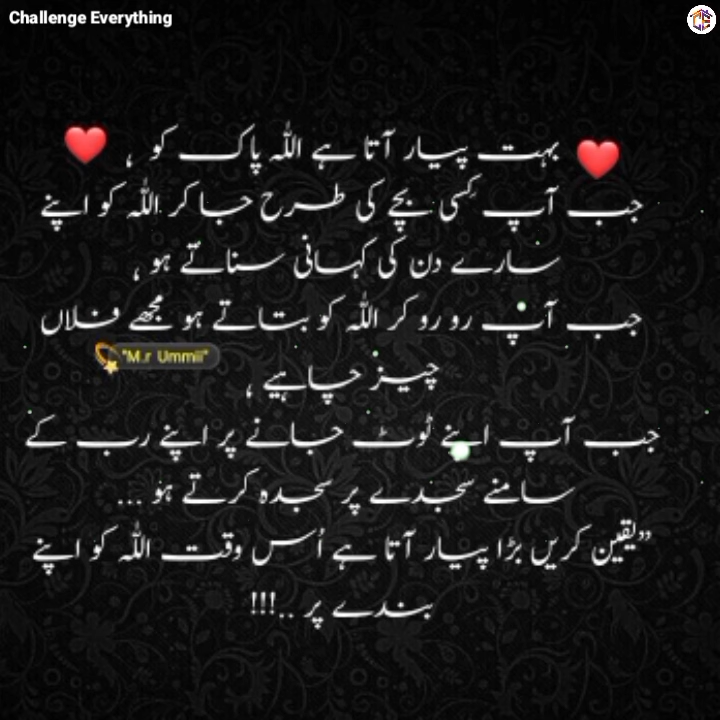 Challenge Everything
بہت پیار آتا ہے اللہ پاک کو ،
جب آپ کسی بچے کی طرح جا کر اللہ کو اپنے
سارے دن کی کہانی سناتے ہو ،
جب آپ رو رو کر اللہ کو بتاتے ہو مجھے فلاں
"M.r Ummii"
چیز چاہیے ،
جب آپ اپنے ٹوٹ جانے پر اپنے رب کے
سامنے سجدے پر سجدہ کرتے ہو ...
"یقین کریں بڑا پیار آتا ہے اُس وقت اللہ کو اپنے
بندے پر ..!!!